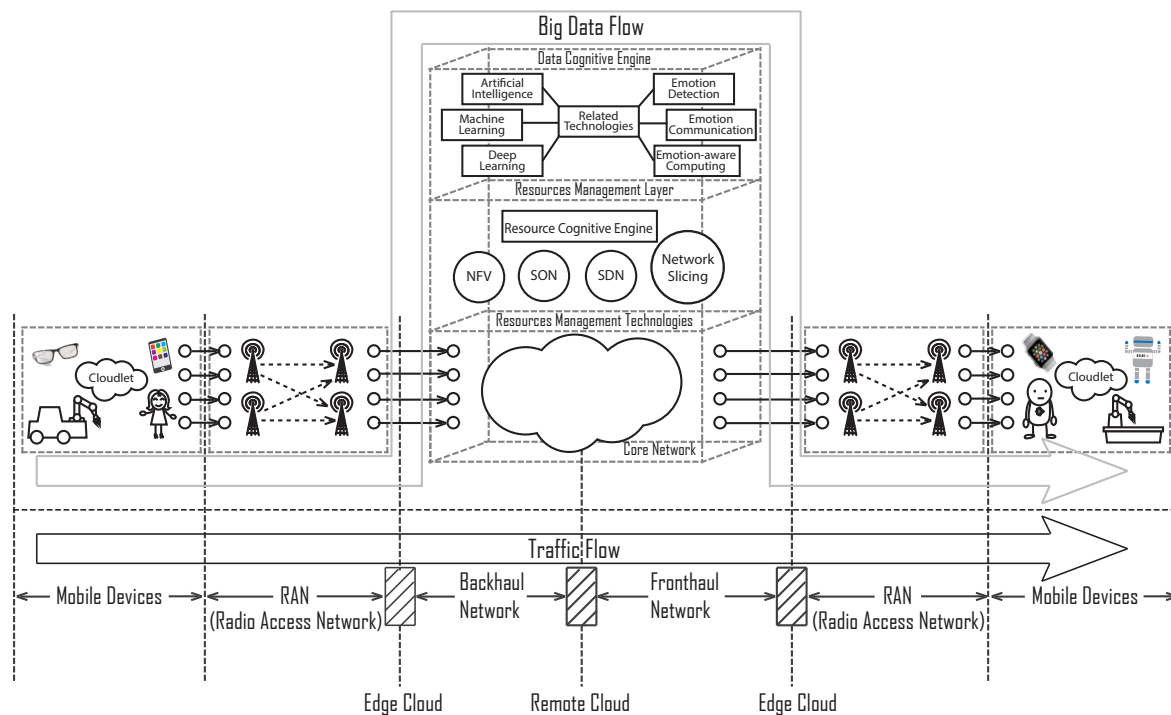 Big Data Flow
Data Cognitive Engine
Artificial
Intelligence
Emotion
Detection
Machine
Learning
Related
Technologies
Emotion
Communication
Deep
Learning
Emotion-aware
Computing
Resources Management Layer
Resource Cognitive Engine
NFV
SON
SDN
Network
Slicing
Resources Management Technologies
Cloudlet
Cloudlet
Core Network
Traffic Flow
Mobile Devices
RAN
(Radio Access Network)
Backhaul
Network
Fronthaul
Network
RAN
(Radio Access Network)
Mobile Devices
Edge Cloud
Remote Cloud
Edge Cloud